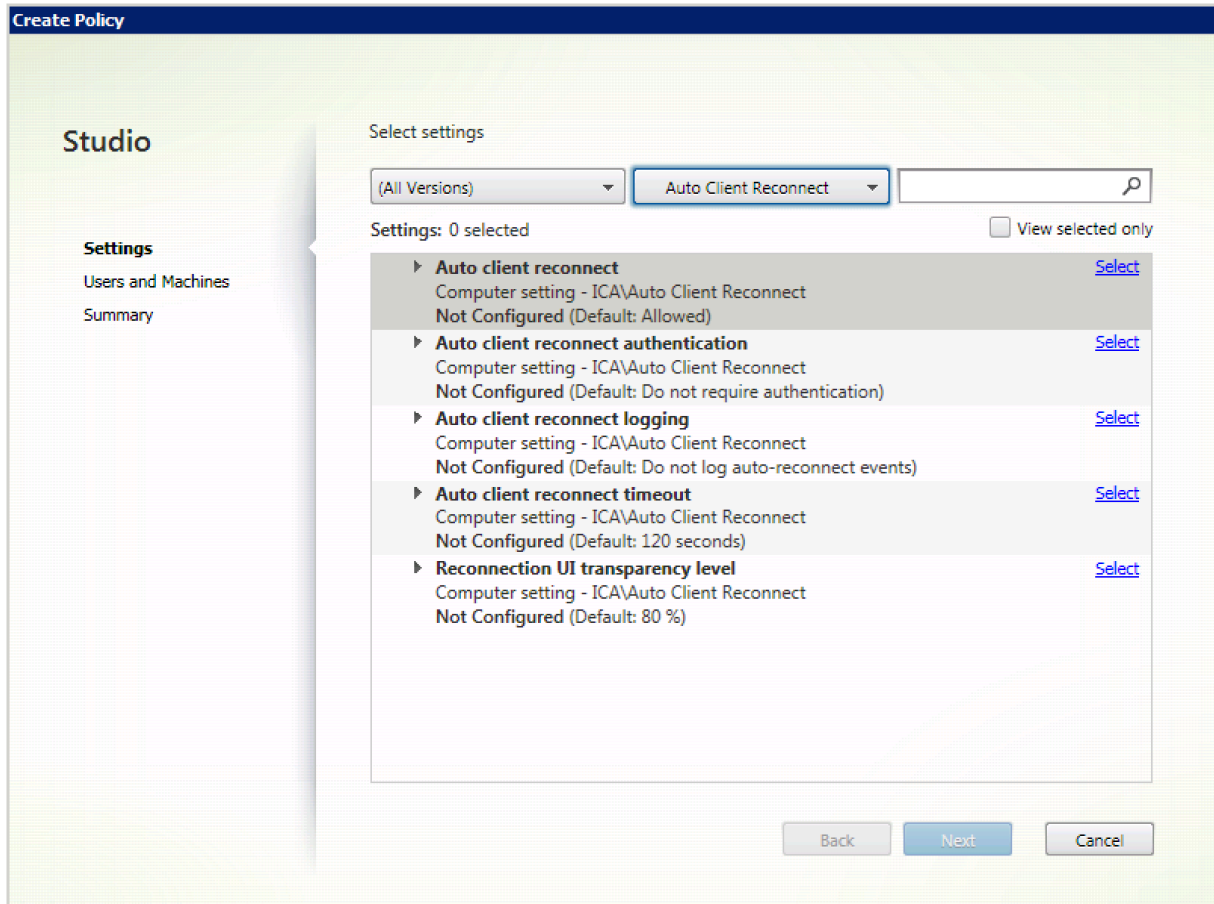 Create Policy
Studio
Settings
Users and Machines
Summary
Select settings
(All Versions)
Auto Client Reconnect
Settings: 0 selected
View selected only
Auto client reconnect
Select
Computer setting - ICA\Auto Client Reconnect
Not Configured (Default: Allowed)
Auto client reconnect authentication
Select
Computer setting - ICA\Auto Client Reconnect
Not Configured (Default: Do not require authentication)
Auto client reconnect logging
Select
Computer setting - ICA\Auto Client Reconnect
Not Configured (Default: Do not log auto-reconnect events)
Auto client reconnect timeout
Select
Computer setting - ICA\Auto Client Reconnect
Not Configured (Default: 120 seconds)
Reconnection UI transparency level
Select
Computer setting - ICA\Auto Client Reconnect
Not Configured (Default: 80 %)
Back
Next
Cancel